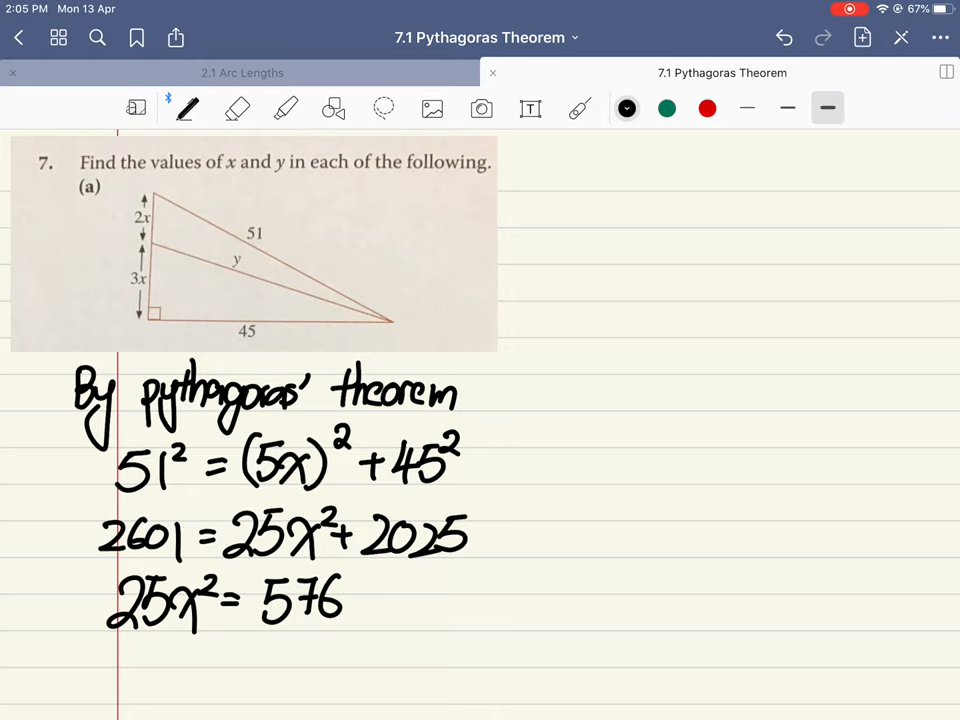 2:05 PM Mon 13 Apr
67%
7.1 Pythagoras Theorem
2.1 Arc Lengths
7.1 Pythagoras Theorem
7. Find the values of x and y in each of the following.
(a)
2x
51
y
3x
45
By pythagoras' theorem
51² = (5x)² + 45²
2601 = 25x² + 2025
25x² = 576